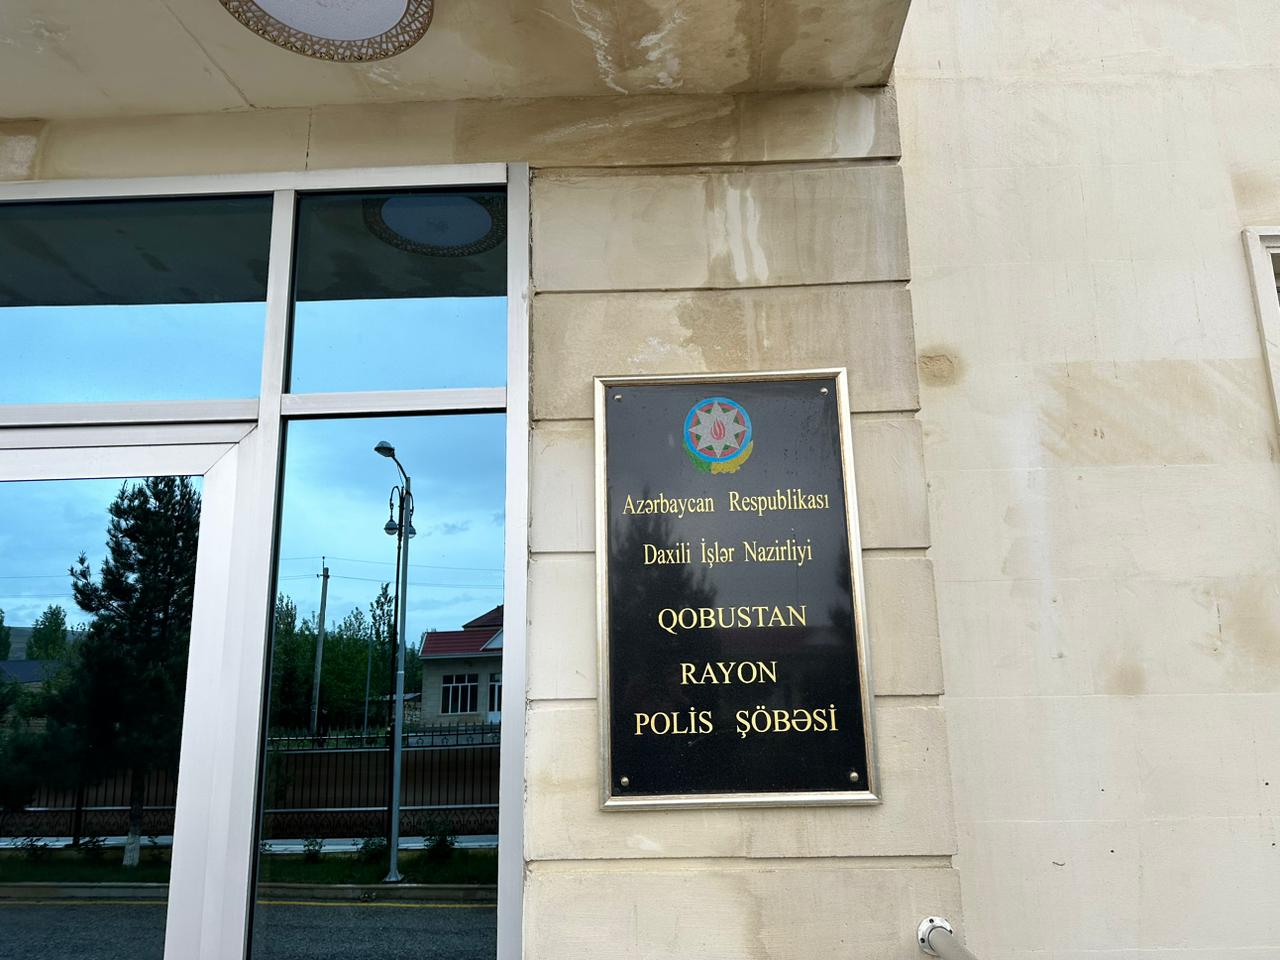 Azərbaycan Respublikası
Daxili İşlər Nazirliyi
QOBUSTAN
RAYON
POLİS ŞÖBƏSİ